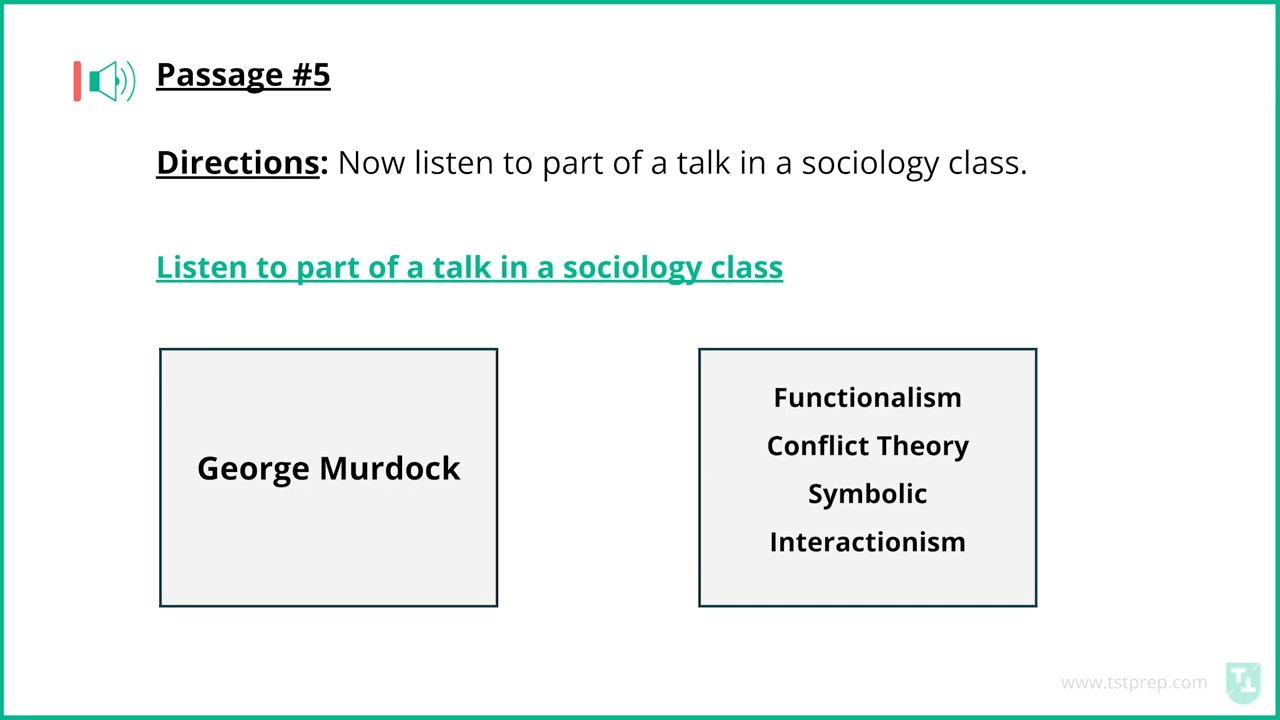 Passage #5
Directions: Now listen to part of a talk in a sociology class.
Listen to part of a talk in a sociology class
George Murdock
Functionalism
Conflict Theory
Symbolic
Interactionism
www.tstprep.com